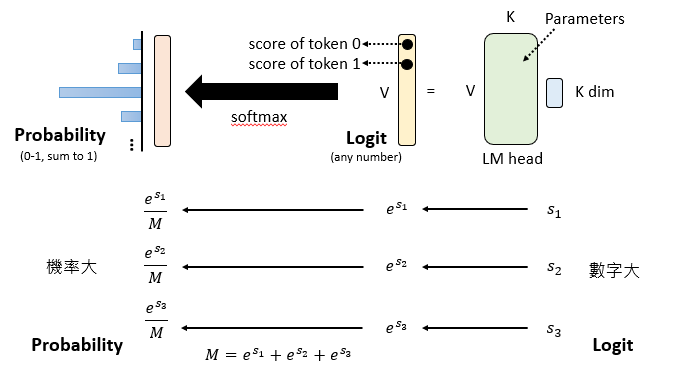 K
Parameters
score of token 0
score of token 1
V
=
V
K dim
softmax
Probability
(0-1, sum to 1)
⋮
Logit
(any number)
LM head
e^{s_1}/M
e^{s_1}
s_1
機率大
e^{s_2}/M
e^{s_2}
s_2
數字大
e^{s_3}/M
e^{s_3}
s_3
Probability
M = e^{s_1} + e^{s_2} + e^{s_3}
Logit